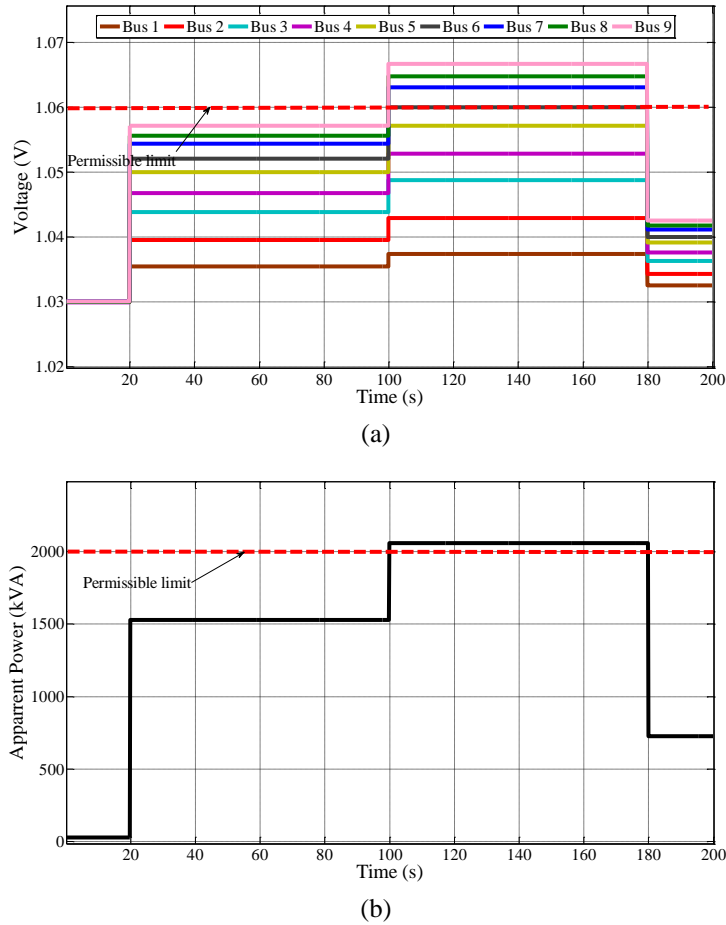 1.07
Bus 1 Bus 2 Bus 3 Bus 4 Bus 5 Bus 6 Bus 7 Bus 8 Bus 9
1.06
Permissible limit
1.05
1.04
1.03
1.02
Voltage (V)
20 40 60 80 100 120 140 160 180 200
Time (s)
(a)
2000
Permissible limit
1500
1000
500
0
Apparrent Power (kVA)
20 40 60 80 100 120 140 160 180 200
Time (s)
(b)